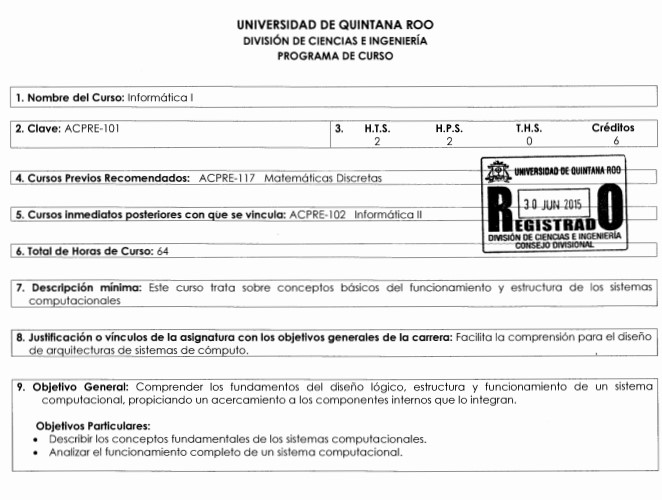 UNIVERSIDAD DE QUINTANA ROO
DIVISIÓN DE CIENCIAS E INGENIERÍA
PROGRAMA DE CURSO
1. Nombre del Curso: Informática I
2. Clave: ACPRE-101
3. H.T.S. H.P.S. T.H.S. Créditos
2 2 0 6
4. Cursos Previos Recomendados: ACPRE-117 Matemáticas Discretas
5. Cursos inmediatos posteriores con que se vincula: ACPRE-102 Informática II
6. Total de Horas de Curso: 64
UNIVERSIDAD DE QUINTANA ROO
30 JUN 2015
REGISTRADO
DIVISIÓN DE CIENCIAS E INGENIERÍA
CONSEJO DIVISIONAL
7. Descripción mínima: Este curso trata sobre conceptos básicos del funcionamiento y estructura de los sistemas
computacionales
8. Justificación o vínculos de la asignatura con los objetivos generales de la carrera: Facilita la comprensión para el diseño
de arquitecturas de sistemas de cómputo.
9. Objetivo General: Comprender los fundamentos del diseño lógico, estructura y funcionamiento de un sistema
computacional, propiciando un acercamiento a los componentes internos que lo integran.
Objetivos Particulares:
• Describir los conceptos fundamentales de los sistemas computacionales.
• Analizar el funcionamiento completo de un sistema computacional.